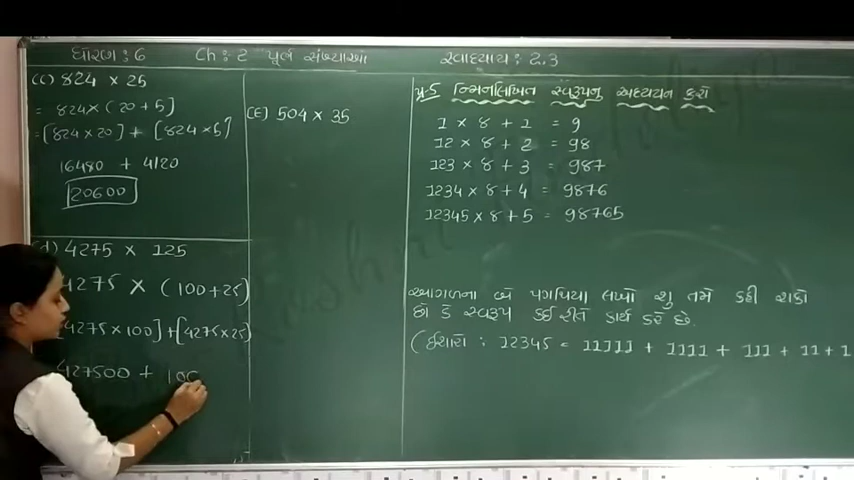 ધોરણ : 6 Ch : 2 પૂર્ણ સંખ્યાઓ સ્વાધ્યાય : 2.3
(c) 824 × 25
= 824 × (20 + 5)
= [824 × 20] + [824 × 5]
16480 + 4120
20600
(d) 4275 × 125
4275 × (100+25)
[4275 × 100] + [4275 × 25]
427500 + 106
(E) 504 × 35
પ્ર-5 નિમ્નલિખિત સ્વરૂપનુ અધ્યયન કરો
1 × 8 + 1 = 9
12 × 8 + 2 = 98
123 × 8 + 3 = 987
1234 × 8 + 4 = 9876
12345 × 8 + 5 = 98765
આગળના બે પગથિયા લખો શુ તમે કહી શકો
છો કે સ્વરૂપ કઈ રીતે કાર્ય કરે છે.
(ઈશારો : 12345 = 11111 + 1111 + 111 + 11 + 1